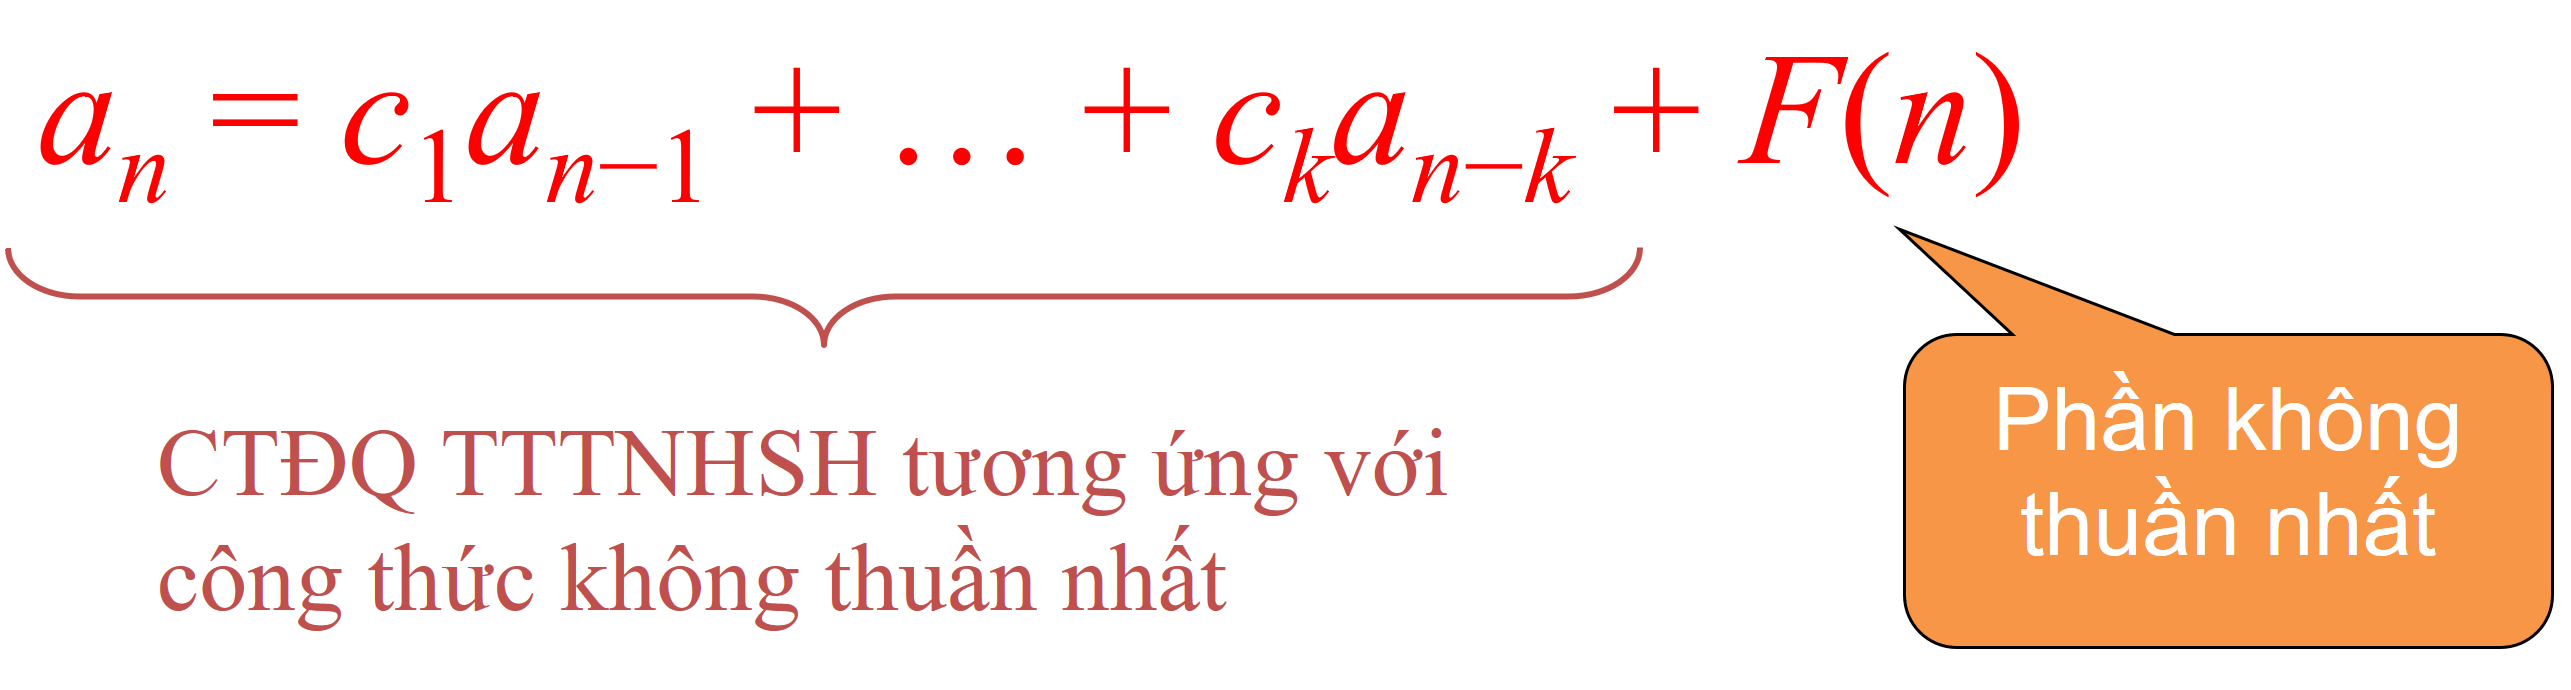 aₙ = c₁aₙ₋₁ + … + cₖaₙ₋ₖ + F(n)
CTĐQ TTTNHSH tương ứng với
công thức không thuần nhất
Phần không
thuần nhất